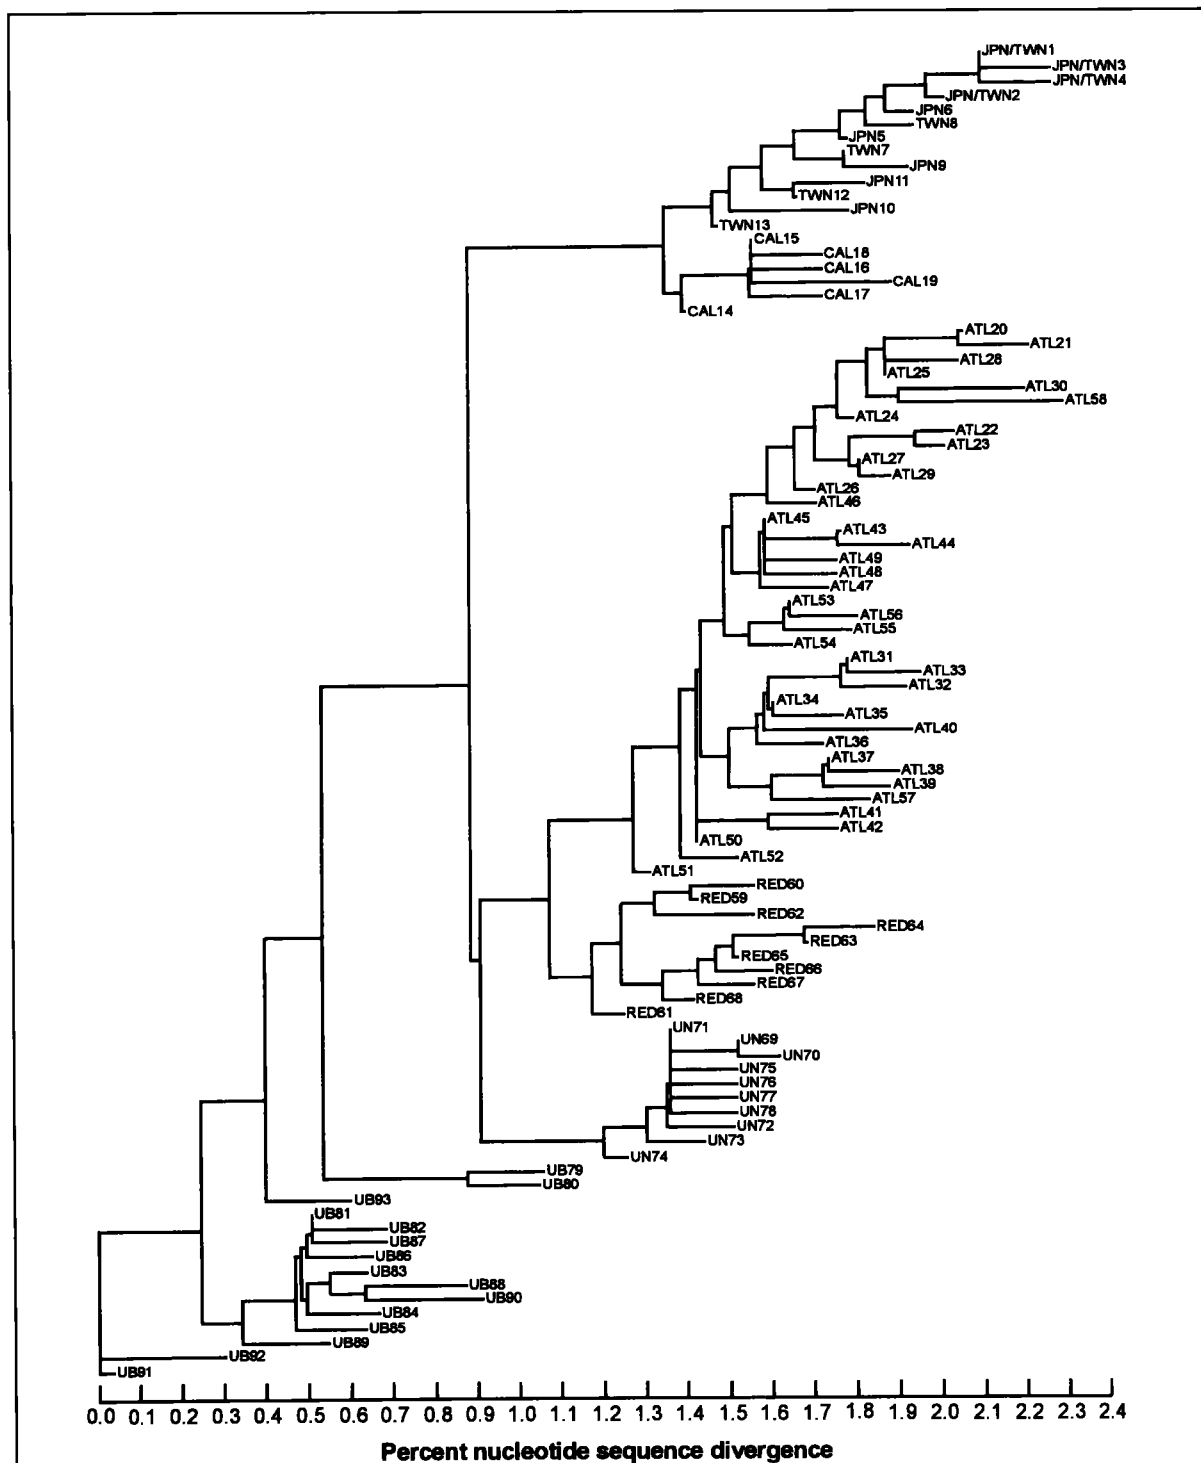 JPN/TWN1
JPN/TWN3
JPN/TWN4
JPN/TWN2
JPN6
TWN8
JPN5
TWN7
JPN9
JPN11
TWN12
JPN10
TWN13
CAL15
CAL18
CAL16
CAL19
CAL17
CAL14
ATL20
ATL21
ATL28
ATL25
ATL30
ATL58
ATL24
ATL22
ATL23
ATL27
ATL29
ATL26
ATL46
ATL45
ATL43
ATL44
ATL49
ATL48
ATL47
ATL53
ATL56
ATL55
ATL54
ATL31
ATL33
ATL32
ATL34
ATL35
ATL40
ATL36
ATL37
ATL38
ATL39
ATL57
ATL41
ATL42
ATL50
ATL52
ATL51
RED60
RED59
RED62
RED64
RED63
RED65
RED66
RED67
RED68
RED61
UN71
UN69
UN70
UN75
UN76
UN77
UN78
UN72
UN73
UN74
UB79
UB80
UB93
UB81
UB82
UB87
UB86
UB83
UB88
UB90
UB84
UB85
UB89
UB92
UB91
0.0 0.1 0.2 0.3 0.4 0.5 0.6 0.7 0.8 0.9 1.0 1.1 1.2 1.3 1.4 1.5 1.6 1.7 1.8 1.9 2.0 2.1 2.2 2.3 2.4
Percent nucleotide sequence divergence